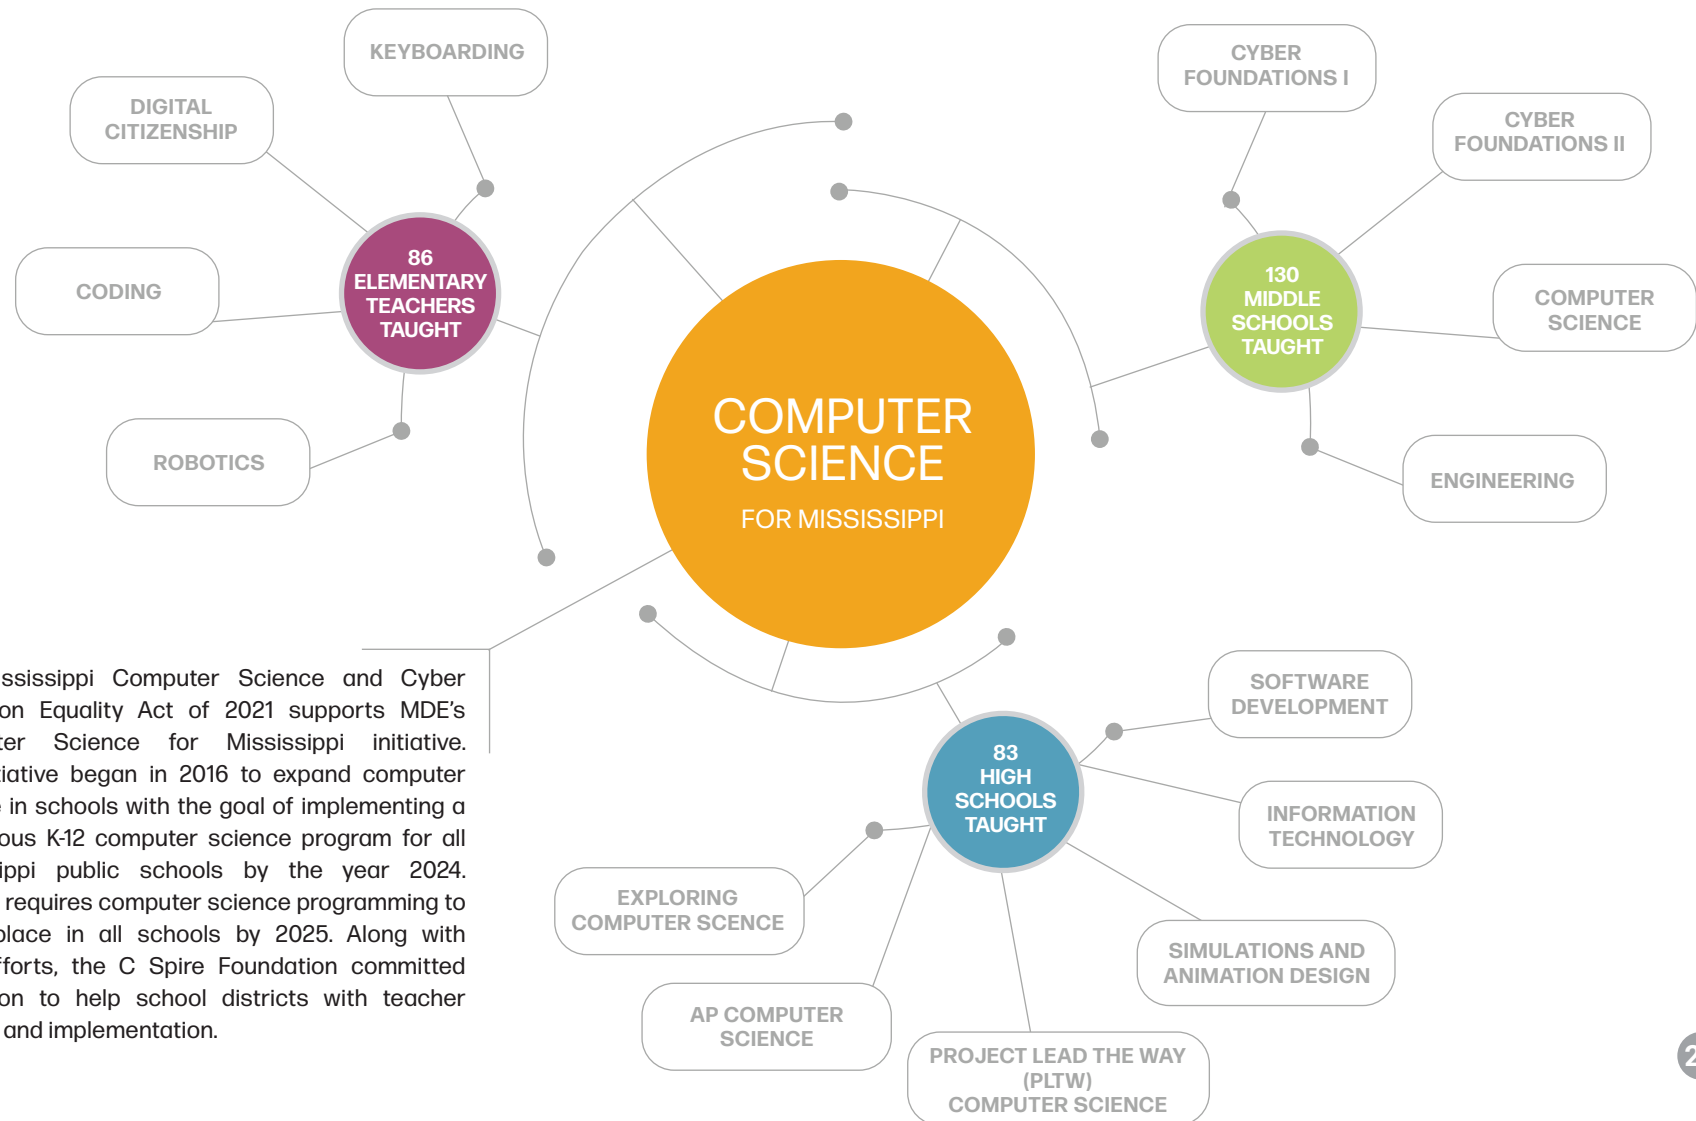 KEYBOARDING
DIGITAL
CITIZENSHIP
CODING
ROBOTICS
86
ELEMENTARY
TEACHERS
TAUGHT
COMPUTER
SCIENCE
FOR MISSISSIPPI
CYBER
FOUNDATIONS I
CYBER
FOUNDATIONS II
COMPUTER
SCIENCE
ENGINEERING
130
MIDDLE
SCHOOLS
TAUGHT
83
HIGH
SCHOOLS
TAUGHT
SOFTWARE
DEVELOPMENT
INFORMATION
TECHNOLOGY
SIMULATIONS AND
ANIMATION DESIGN
PROJECT LEAD THE WAY
(PLTW)
COMPUTER SCIENCE
AP COMPUTER
SCIENCE
EXPLORING
COMPUTER SCENCE
ssissippi Computer Science and Cyber
on Equality Act of 2021 supports MDE's
ter Science for Mississippi initiative.
tiative began in 2016 to expand computer
e in schools with the goal of implementing a
ous K-12 computer science program for all
ippi public schools by the year 2024.
requires computer science programming to
place in all schools by 2025. Along with
fforts, the C Spire Foundation committed
on to help school districts with teacher
and implementation.
2